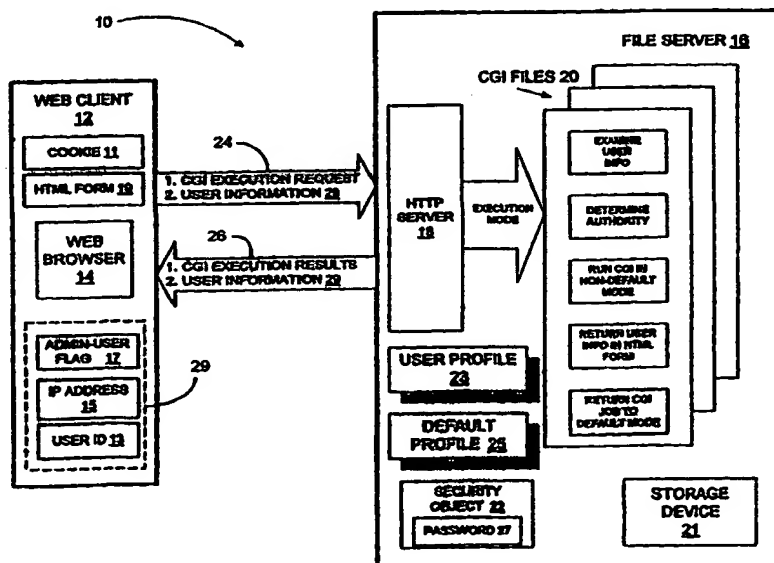 10
FILE SERVER 16
CGI FILES 20
WEB CLIENT
12
COOKIE 11
HTML FORM 19
WEB
BROWSER
14
ADMIN-USER
FLAG 17
IP ADDRESS
15
USER ID 13
29
24
1. CGI EXECUTION REQUEST
2. USER INFORMATION 29
26
1. CGI EXECUTION RESULTS
2. USER INFORMATION 29
HTTP
SERVER
18
EXECUTION
MODE
EXAMINE
USER
INFO
DETERMINE
AUTHORITY
RUN CGI IN
NON-DEFAULT
MODE
RETURN USER
INFO IN HTML
FORM
RETURN CGI
JOB TO
DEFAULT MODE
USER PROFILE
23
DEFAULT
PROFILE 25
SECURITY
OBJECT 22
PASSWORD 27
STORAGE
DEVICE
21